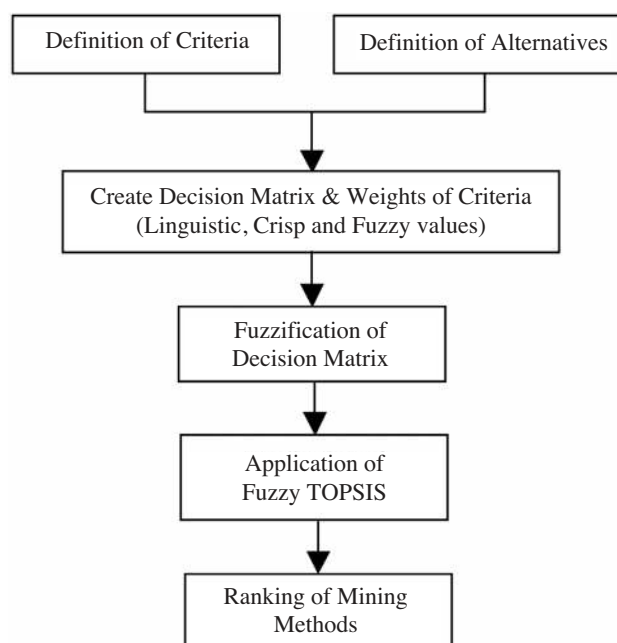 Definition of Criteria
Definition of Alternatives
Create Decision Matrix & Weights of Criteria
(Linguistic, Crisp and Fuzzy values)
Fuzzification of
Decision Matrix
Application of
Fuzzy TOPSIS
Ranking of Mining
Methods